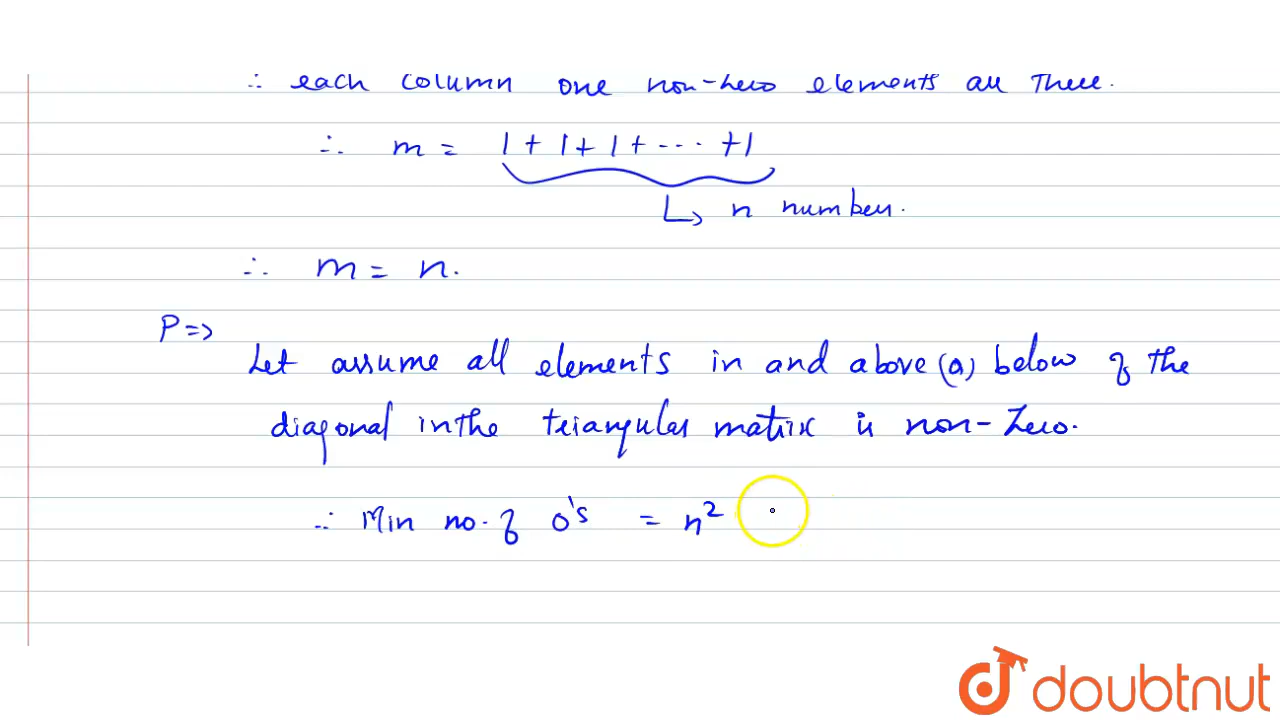 ∴ each column one non-zero elements are there.
∴ m = 1 + 1 + 1 + ... + 1
↳ n number.
∴ m = n.
P ⇒
Let assume all elements in and above (a) below of the
diagonal in the triangular matrix is non-zero.
∴ Min no. of 0's = n²
doubtnut